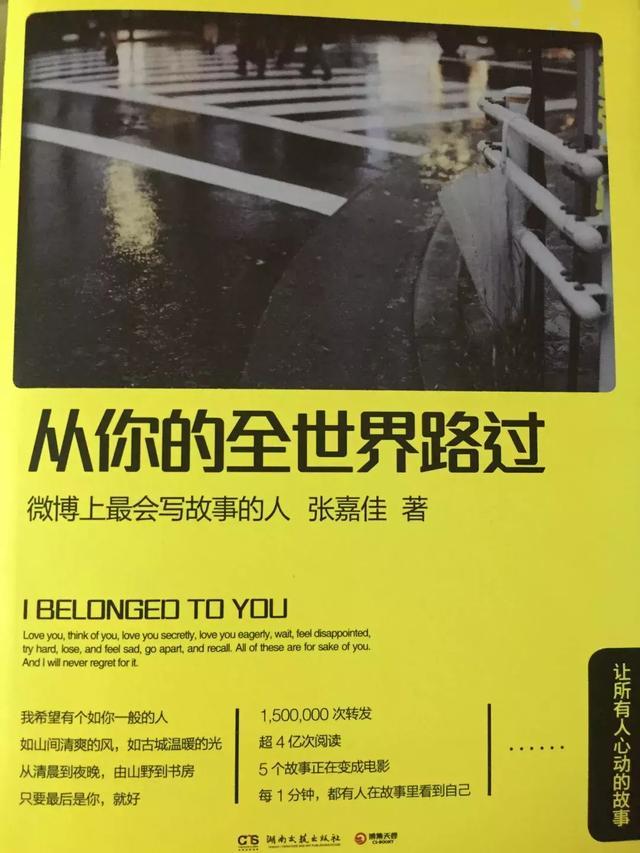 从你的全世界路过
微博上最会写故事的人 张嘉佳 著
I BELONGED TO YOU
Love you, think of you, love you secretly, love you eagerly, wait, feel disappointed,
try hard, lose, and feel sad, go apart, and recall. All of these are for sake of you.
And I will never regret for it.
我希望有个如你一般的人
如山间清爽的风，如古城温暖的光
从清晨到夜晚，由山野到书房
只要最后是你，就好
1,500,000 次转发
超 4 亿次阅读
5 个故事正在变成电影
每 1 分钟，都有人在故事里看到自己
······
让所有人心动的故事
湖南文艺出版社
博集天卷
CS-BOOKY